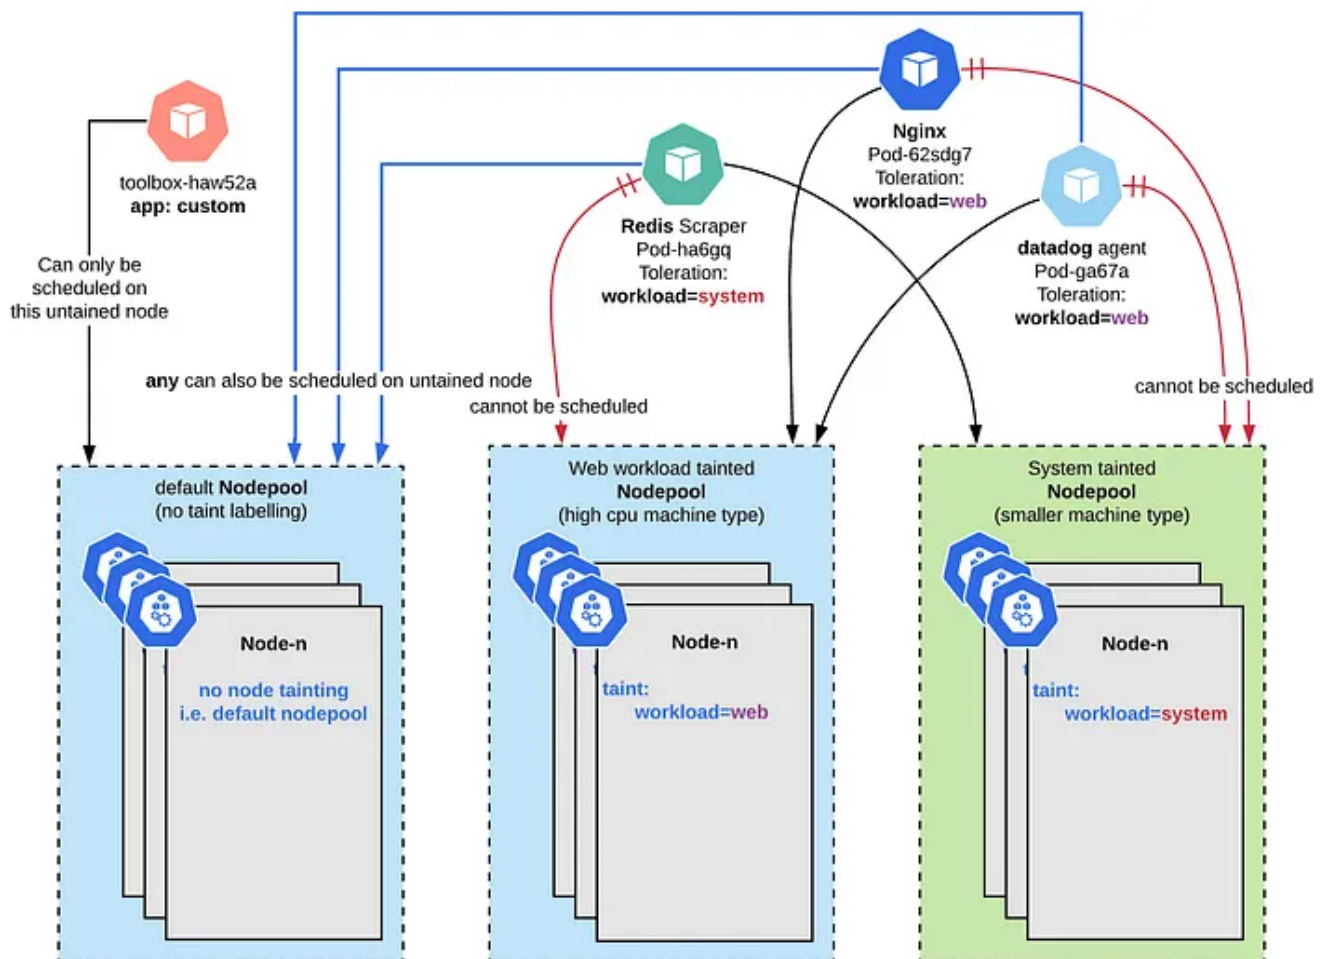 Nginx
Pod-62sdg7
Toleration:
workload=web
toolbox-haw52a
app: custom
Redis Scraper
Pod-ha6gq
Toleration:
workload=system
datadog agent
Pod-ga67a
Toleration:
workload=web
Can only be
scheduled on
this untained node
any can also be scheduled on untained node
cannot be scheduled
cannot be scheduled
default Nodepool
(no taint labelling)
Node-n
no node tainting
i.e. default nodepool
Web workload tainted
Nodepool
(high cpu machine type)
Node-n
taint:
workload=web
System tainted
Nodepool
(smaller machine type)
Node-n
taint:
workload=system